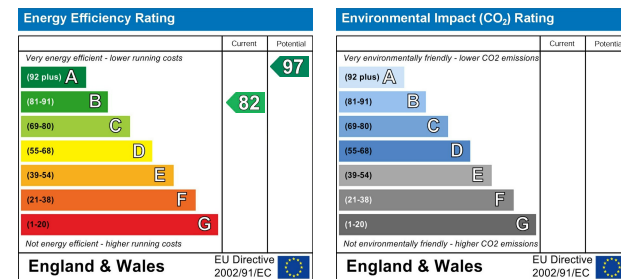 Energy Efficiency Rating
Current Potential
Very energy efficient - lower running costs
(92 plus) A
97
(81-91) B
82
(69-80) C
(55-68) D
(39-54) E
(21-38) F
(1-20) G
Not energy efficient - higher running costs
England & Wales
EU Directive
2002/91/EC
Environmental Impact (CO₂) Rating
Current Potential
Very environmentally friendly - lower CO2 emissions
(92 plus) A
(81-91) B
(69-80) C
(55-68) D
(39-54) E
(21-38) F
(1-20) G
Not environmentally friendly - higher CO2 emissions
England & Wales
EU Directive
2002/91/EC